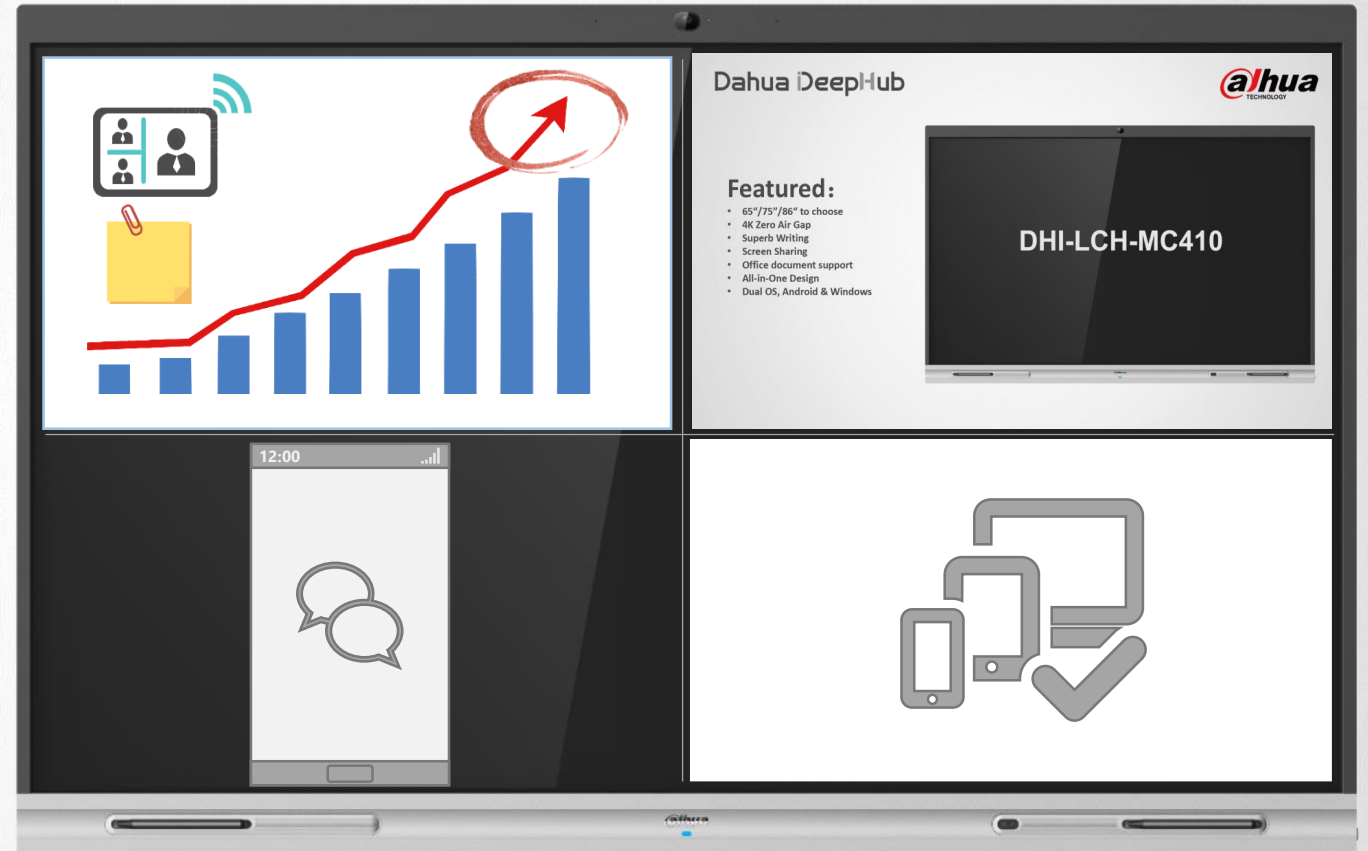 Dahua DeepHub
alhua
TECHNOLOGY
Featured:
• 65"/75"/86" to choose
• 4K Zero Air Gap
• Superb Writing
• Screen Sharing
• Office document support
• All-in-One Design
• Dual OS, Android & Windows
DHI-LCH-MC410
12:00
alhua